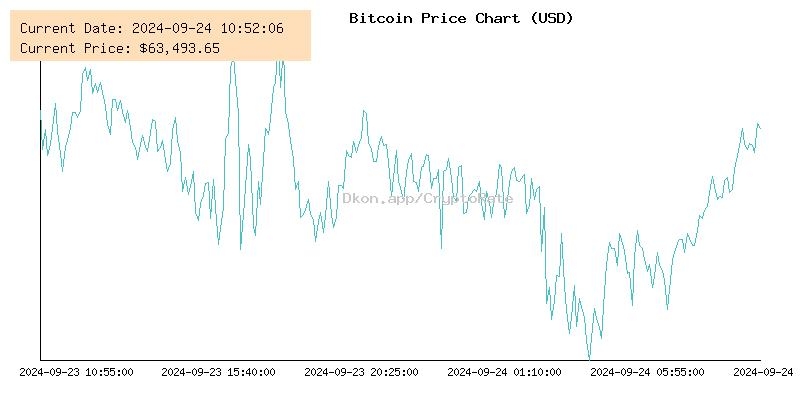 Bitcoin Price Chart (USD)
Current Date: 2024-09-24 10:52:06
Current Price: $63,493.65
Dkon.app/CryptoRate
2024-09-23 10:55:00 2024-09-23 15:40:00 2024-09-23 20:25:00 2024-09-24 01:10:00 2024-09-24 05:55:00 2024-09-24